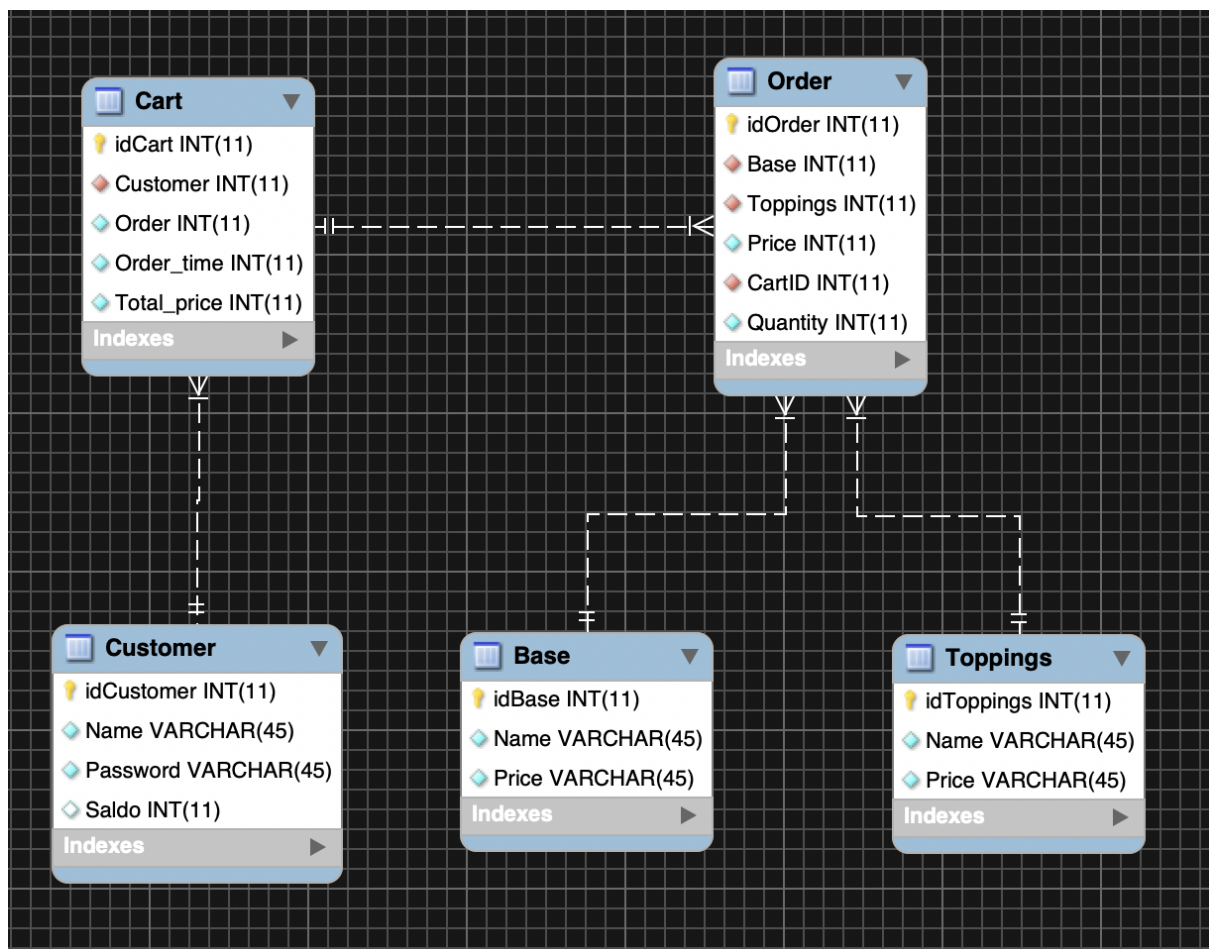 Cart
idCart INT(11)
Customer INT(11)
Order INT(11)
Order_time INT(11)
Total_price INT(11)
Indexes
Order
idOrder INT(11)
Base INT(11)
Toppings INT(11)
Price INT(11)
CartID INT(11)
Quantity INT(11)
Indexes
Customer
idCustomer INT(11)
Name VARCHAR(45)
Password VARCHAR(45)
Saldo INT(11)
Indexes
Base
idBase INT(11)
Name VARCHAR(45)
Price VARCHAR(45)
Indexes
Toppings
idToppings INT(11)
Name VARCHAR(45)
Price VARCHAR(45)
Indexes